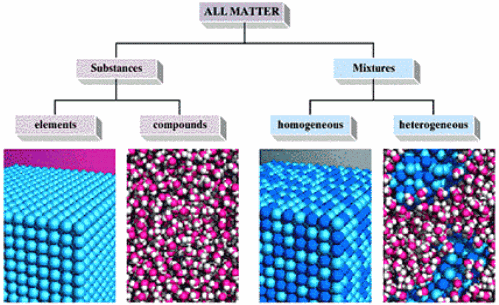 ALL MATTER
Substances
Mixtures
elements
compounds
homogeneous
heterogeneous